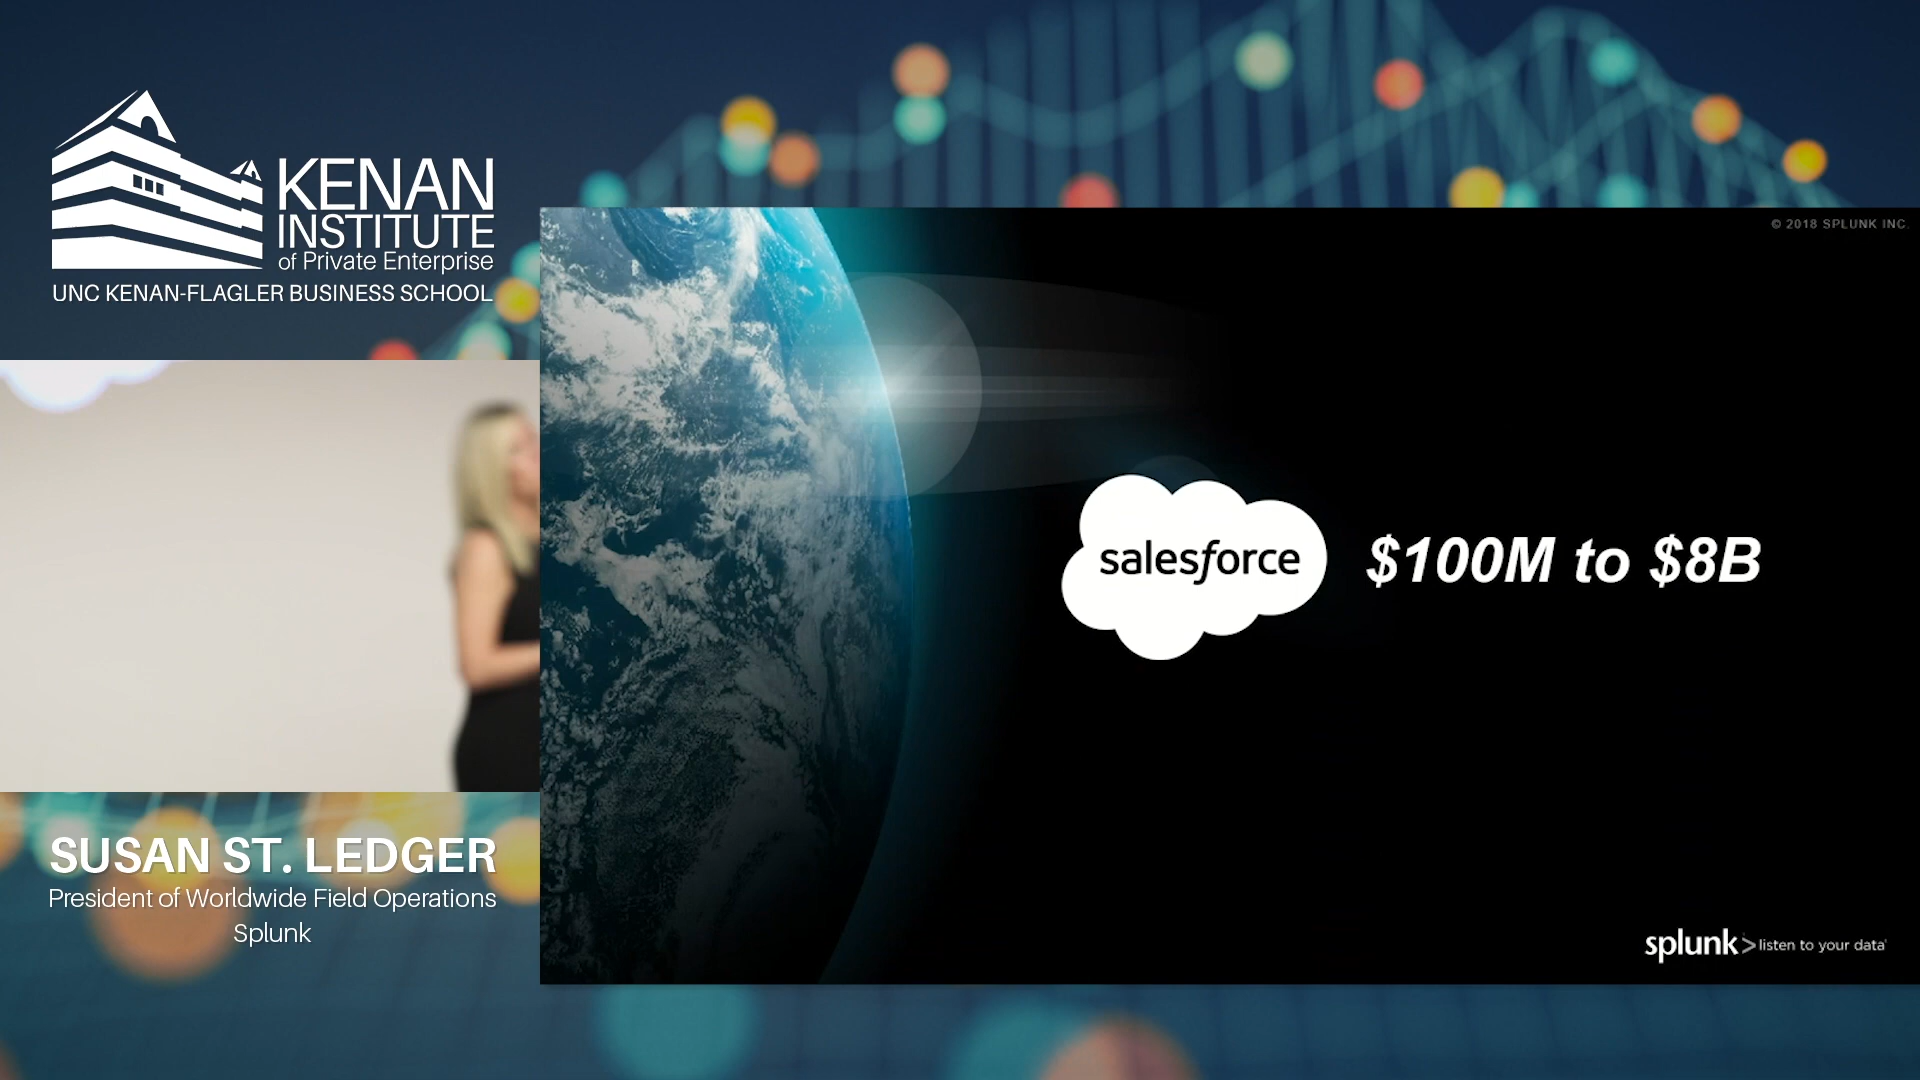 KENAN
INSTITUTE
of Private Enterprise
UNC KENAN-FLAGLER BUSINESS SCHOOL
© 2018 SPLUNK INC.
salesforce
$100M to $8B
splunk> listen to your data
SUSAN ST. LEDGER
President of Worldwide Field Operations
Splunk